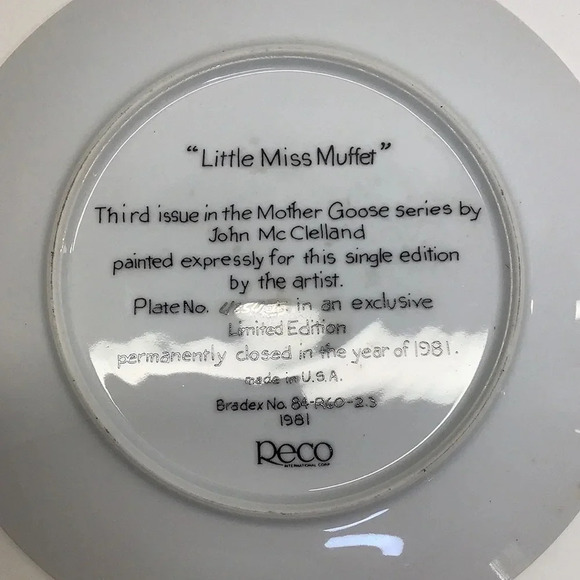 “Little Miss Muffet”
Third issue in the Mother Goose series by
John McClelland
painted expressly for this single edition
by the artist.
Plate No. in an exclusive
Limited Edition
permanently closed in the year of 1981.
made in U.S.A.
Bradex No. 84-R60-2.3
1981
Reco
INTERNATIONAL CORP.